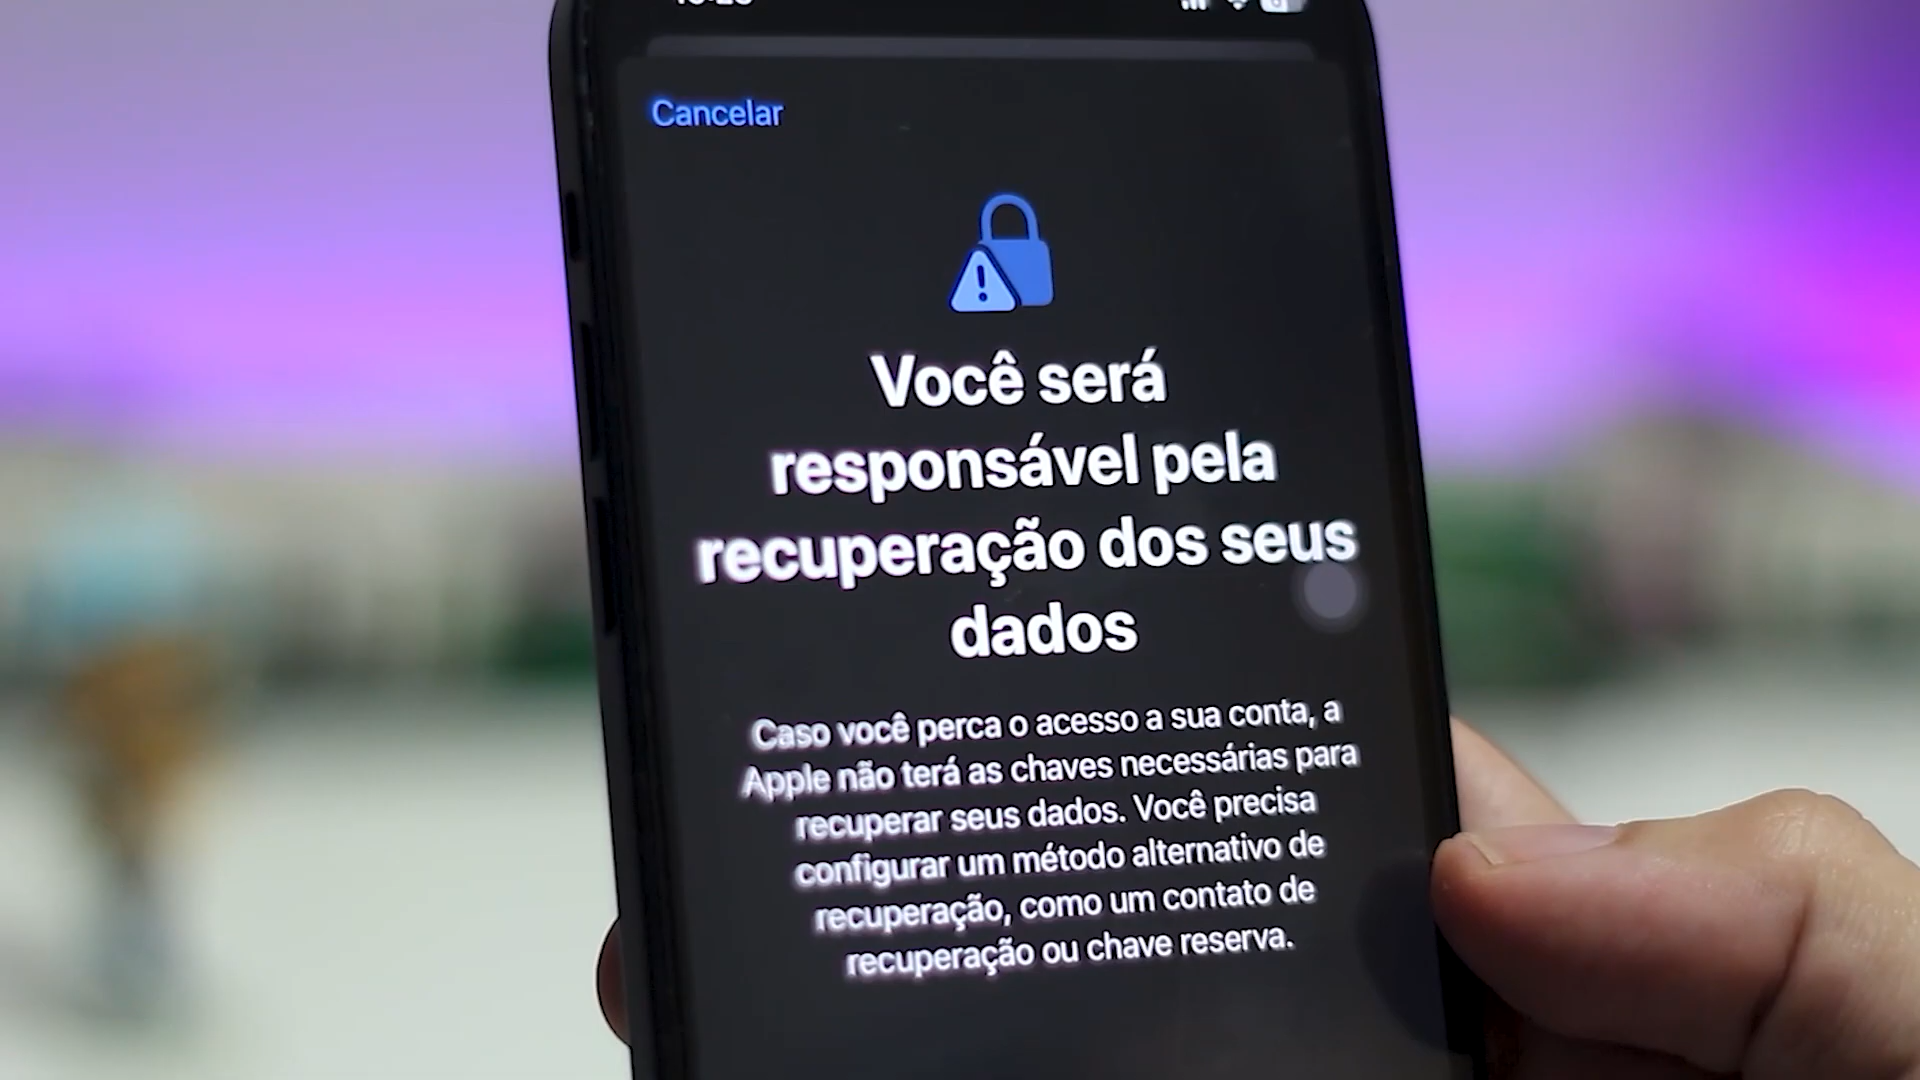 Cancelar
Você será
responsável pela
recuperação dos seus
dados
Caso você perca o acesso a sua conta, a
Apple não terá as chaves necessárias para
recuperar seus dados. Você precisa
configurar um método alternativo de
recuperação, como um contato de
recuperação ou chave reserva.